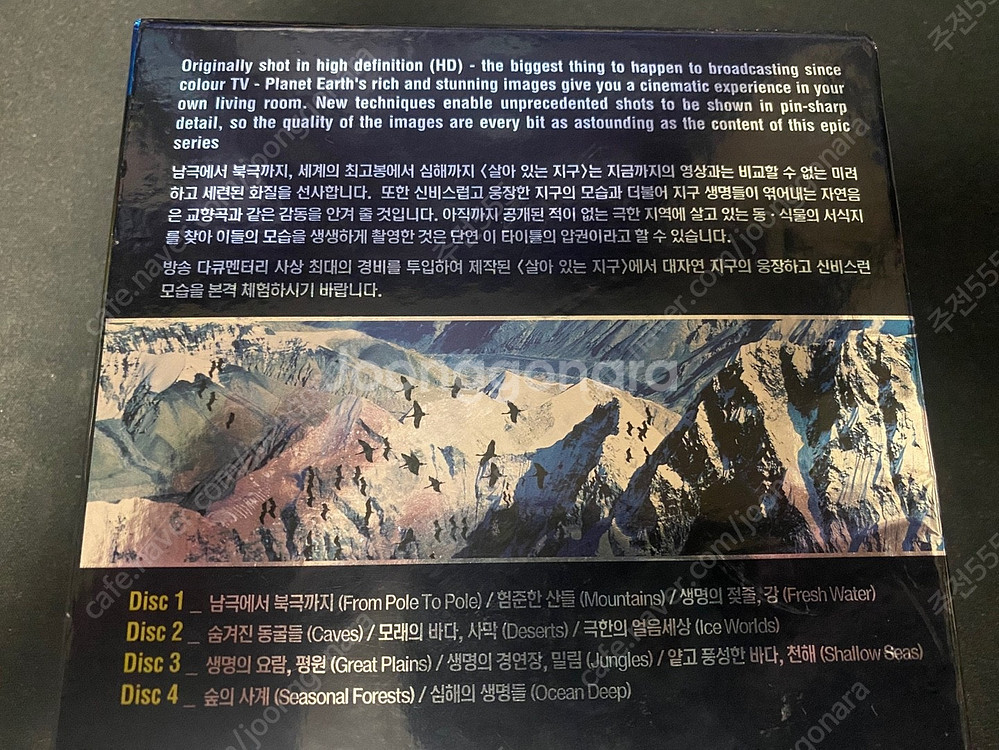 Originally shot in high definition (HD) - the biggest thing to happen to broadcasting since
colour TV - Planet Earth's rich and stunning images give you a cinematic experience in your
own living room. New techniques enable unprecedented shots to be shown in pin-sharp
detail, so the quality of the images are every bit as astounding as the content of this epic
series
남극에서 북극까지, 세계의 최고봉에서 심해까지 〈살아 있는 지구〉는 지금까지의 영상과는 비교할 수 없는 미려
하고 세련된 화질을 선사합니다. 또한 신비스럽고 웅장한 지구의 모습과 더불어 지구 생명들이 엮어내는 자연음
은 교향곡과 같은 감동을 안겨 줄 것입니다. 아직까지 공개된 적이 없는 극한 지역에 살고 있는 동·식물의 서식지
를 찾아 이들의 모습을 생생하게 촬영한 것은 단연 이 타이틀의 압권이라고 할 수 있습니다.
방송 다큐멘터리 사상 최대의 경비를 투입하여 제작된 〈살아 있는 지구〉에서 대자연 지구의 웅장하고 신비스런
모습을 본격 체험하시기 바랍니다.
Joonggonara
Disc 1 _ 남극에서 북극까지 (From Pole To Pole) / 험준한 산들 (Mountains) / 생명의 젖줄, 강 (Fresh Water)
Disc 2 _ 숨겨진 동굴들 (Caves) / 모래의 바다, 사막 (Deserts) / 극한의 얼음세상 (Ice Worlds)
Disc 3 _ 생명의 요람, 평원 (Great Plains) / 생명의 경연장, 밀림 (Jungles) / 얕고 풍성한 바다, 천해 (Shallow Seas)
Disc 4 _ 숲의 사계 (Seasonal Forests) / 심해의 생명들 (Ocean Deep)